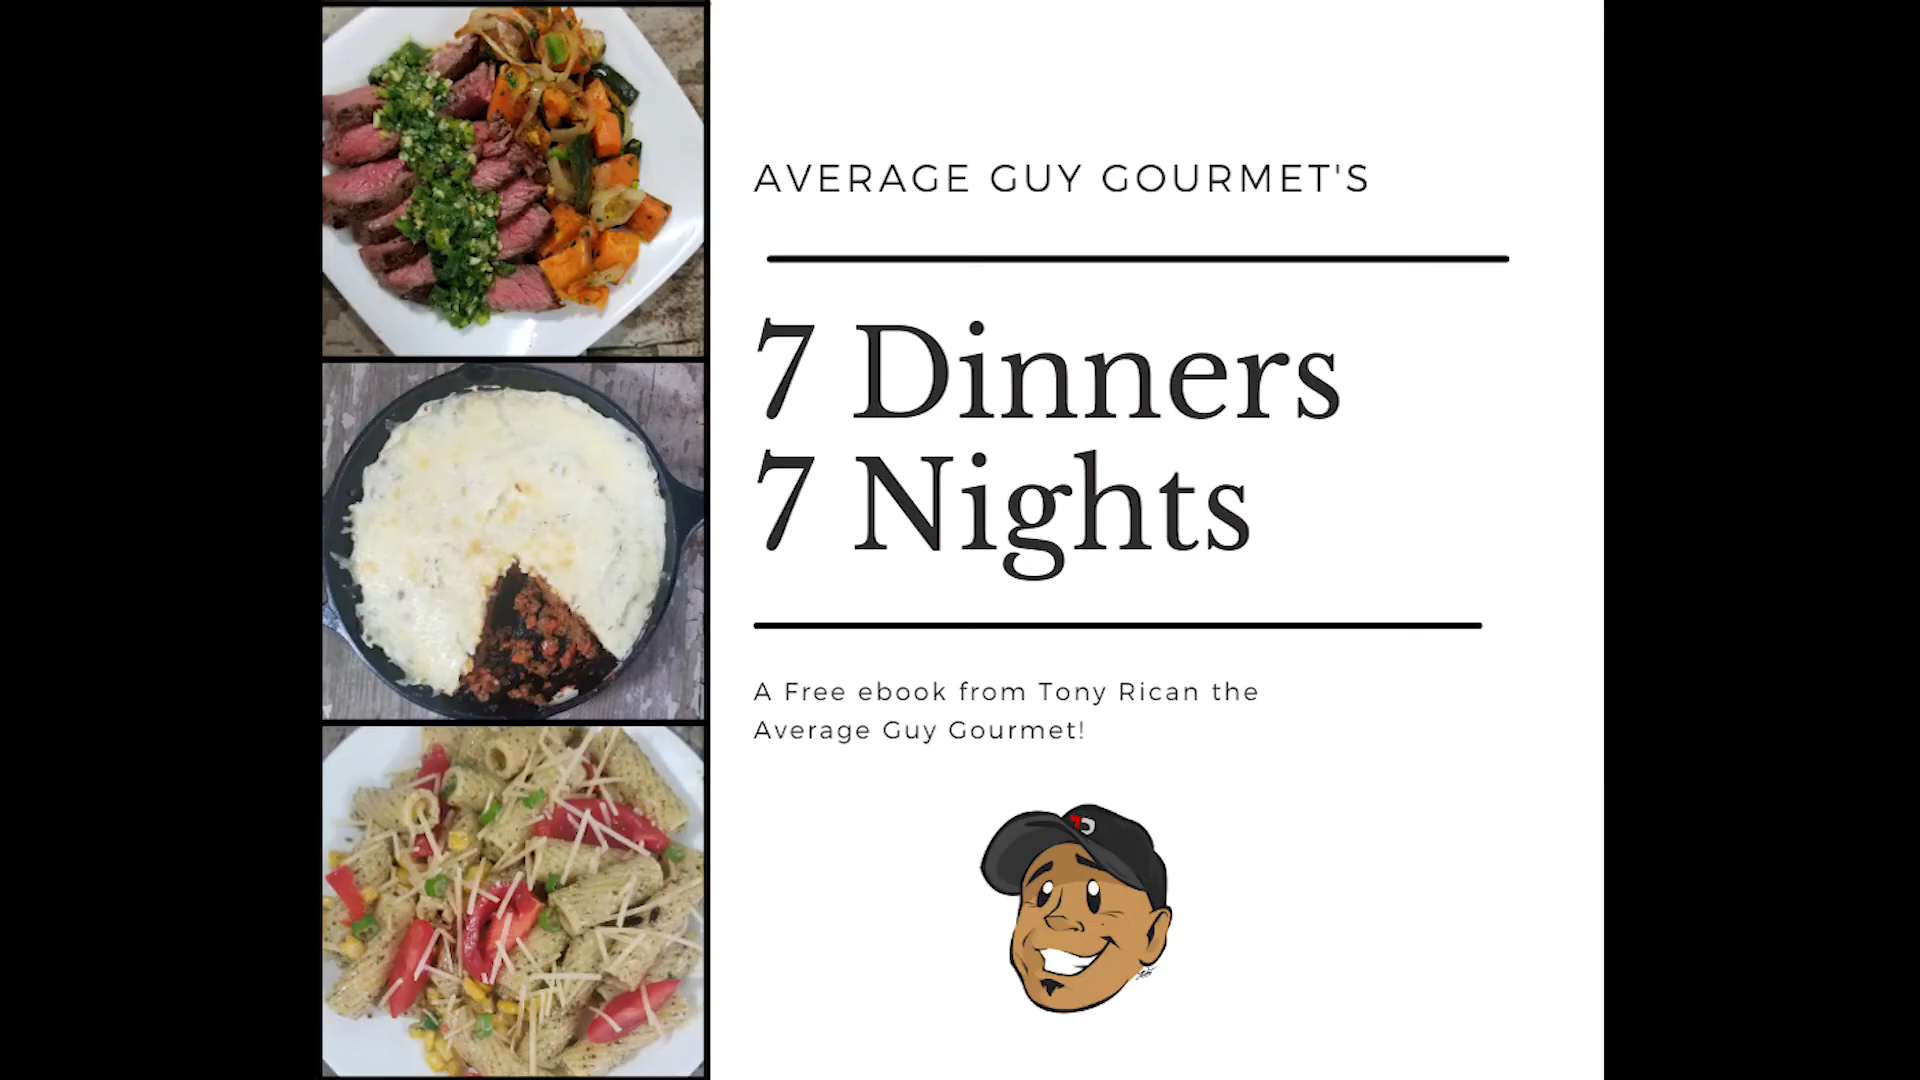 AVERAGE GUY GOURMET'S
7 Dinners
7 Nights
A Free ebook from Tony Rican the
Average Guy Gourmet!